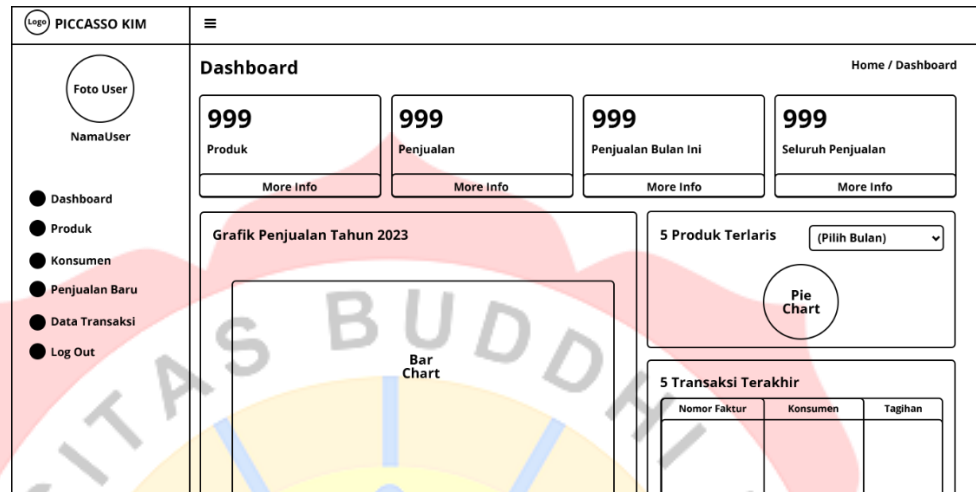 Logo PICCASSO KIM
Foto User
NamaUser
Dashboard
Produk
Konsumen
Penjualan Baru
Data Transaksi
Log Out
Dashboard
Home / Dashboard
999
Produk
More Info
999
Penjualan
More Info
999
Penjualan Bulan Ini
More Info
999
Seluruh Penjualan
More Info
Grafik Penjualan Tahun 2023
Bar
Chart
5 Produk Terlaris
(Pilih Bulan)
Pie
Chart
5 Transaksi Terakhir
Nomor Faktur Konsumen Tagihan
SITAS BUDDHI